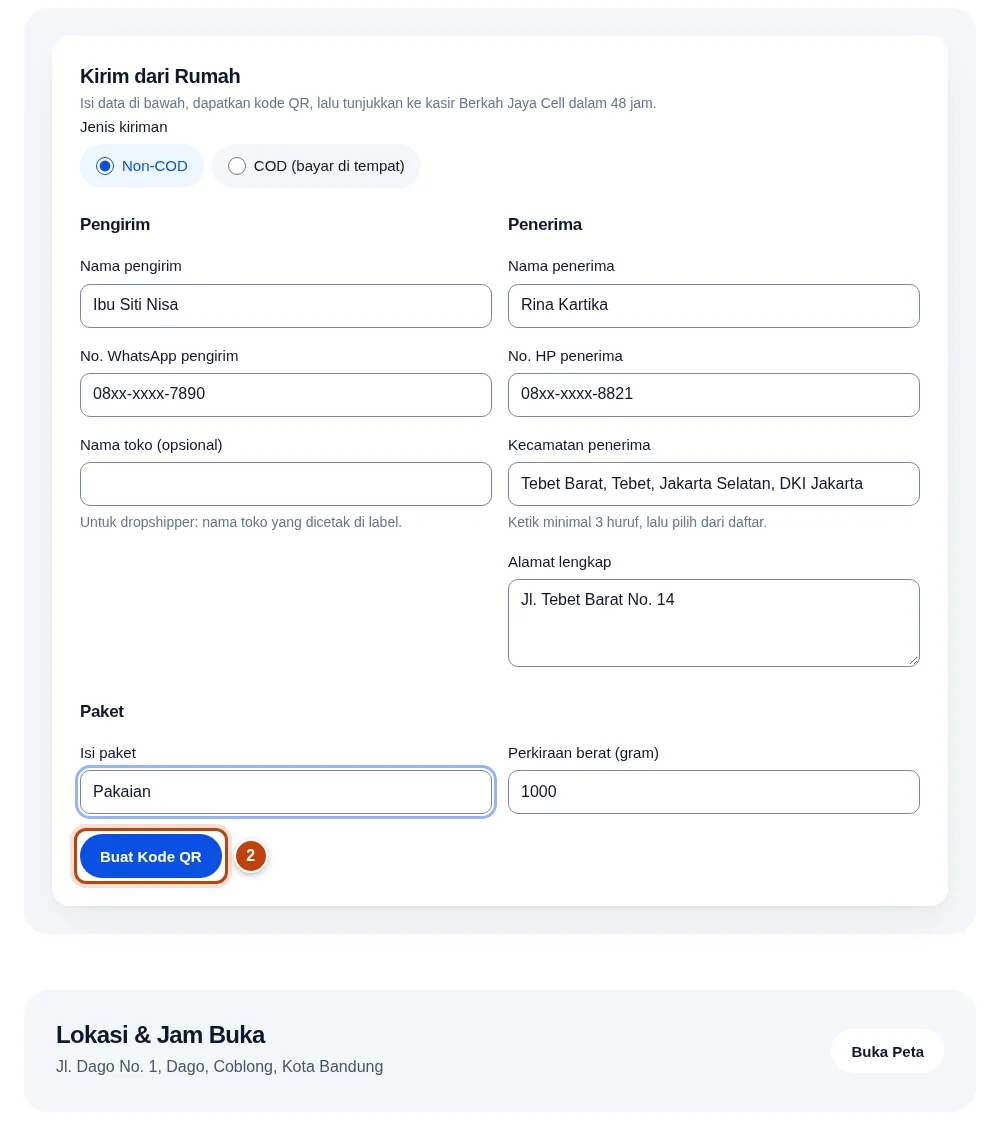 Kirim dari Rumah
Isi data di bawah, dapatkan kode QR, lalu tunjukkan ke kasir Berkah Jaya Cell dalam 48 jam.
Jenis kiriman
Non-COD
COD (bayar di tempat)
Pengirim
Nama pengirim
Ibu Siti Nisa
No. WhatsApp pengirim
08xx-xxxx-7890
Nama toko (opsional)
Untuk dropshipper: nama toko yang dicetak di label.
Penerima
Nama penerima
Rina Kartika
No. HP penerima
08xx-xxxx-8821
Kecamatan penerima
Tebet Barat, Tebet, Jakarta Selatan, DKI Jakarta
Ketik minimal 3 huruf, lalu pilih dari daftar.
Alamat lengkap
Jl. Tebet Barat No. 14
Paket
Isi paket
Pakaian
Perkiraan berat (gram)
1000
Buat Kode QR
2
Lokasi & Jam Buka
Jl. Dago No. 1, Dago, Coblong, Kota Bandung
Buka Peta